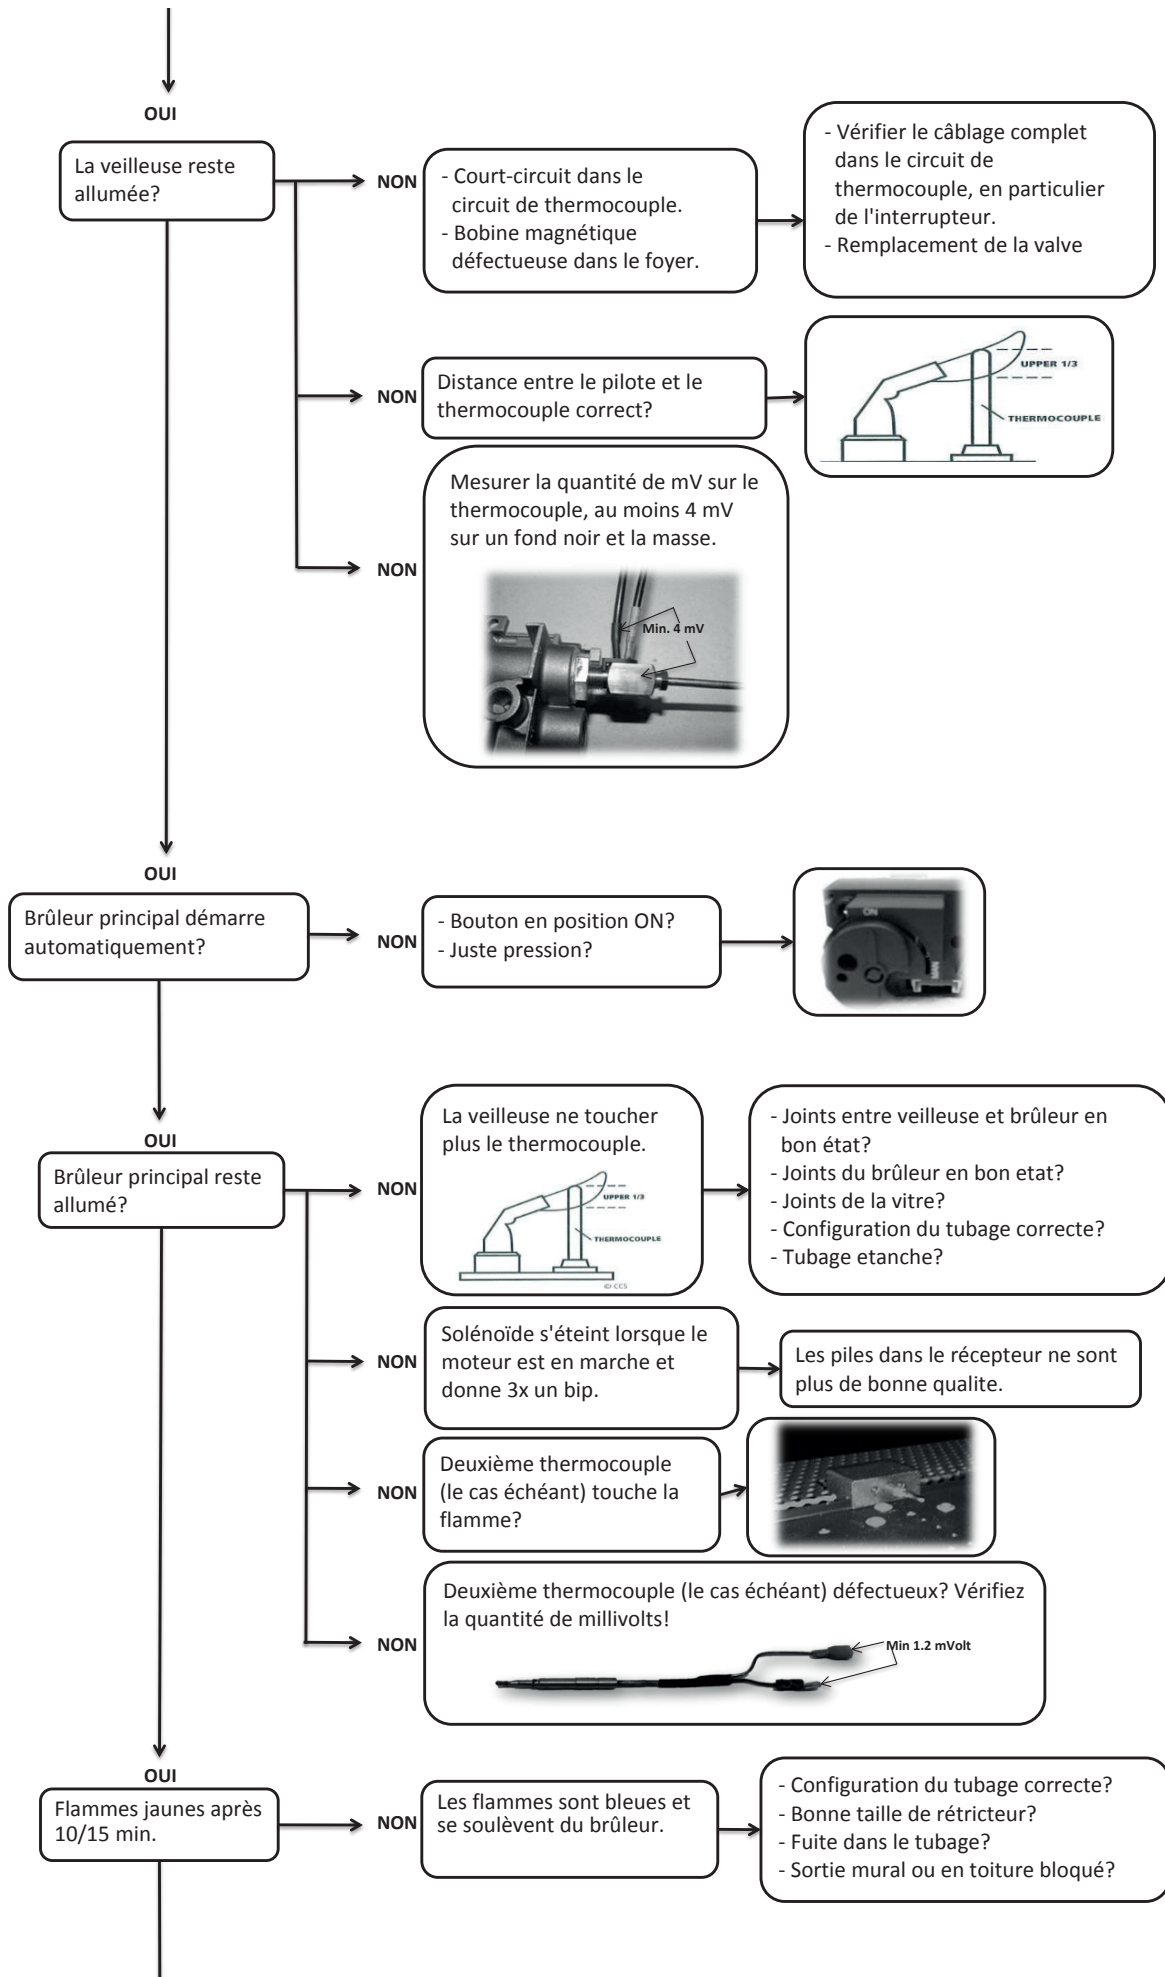 OUI
La veilleuse reste
allumée?
NON
- Court-circuit dans le
circuit de thermocouple.
- Bobine magnétique
défectueuse dans le foyer.
- Vérifier le câblage complet
dans le circuit de
thermocouple, en particulier
de l'interrupteur.
- Remplacement de la valve
NON
Distance entre le pilote et le
thermocouple correct?
UPPER 1/3
THERMOCOUPLE
NON
Mesurer la quantité de mV sur le
thermocouple, au moins 4 mV
sur un fond noir et la masse.
Min. 4 mV
OUI
Brûleur principal démarre
automatiquement?
NON
- Bouton en position ON?
- Juste pression?
ON
OUI
Brûleur principal reste
allumé?
NON
La veilleuse ne toucher
plus le thermocouple.
UPPER 1/3
THERMOCOUPLE
© CCS
- Joints entre veilleuse et brûleur en
bon état?
- Joints du brûleur en bon etat?
- Joints de la vitre?
- Configuration du tubage correcte?
- Tubage etanche?
NON
Solénoïde s'éteint lorsque le
moteur est en marche et
donne 3x un bip.
Les piles dans le récepteur ne sont
plus de bonne qualite.
NON
Deuxième thermocouple
(le cas échéant) touche la
flamme?
NON
Deuxième thermocouple (le cas échéant) défectueux? Vérifiez
la quantité de millivolts!
Min 1.2 mVolt
OUI
Flammes jaunes après
10/15 min.
NON
Les flammes sont bleues et
se soulèvent du brûleur.
- Configuration du tubage correcte?
- Bonne taille de rétricteur?
- Fuite dans le tubage?
- Sortie mural ou en toiture bloqué?